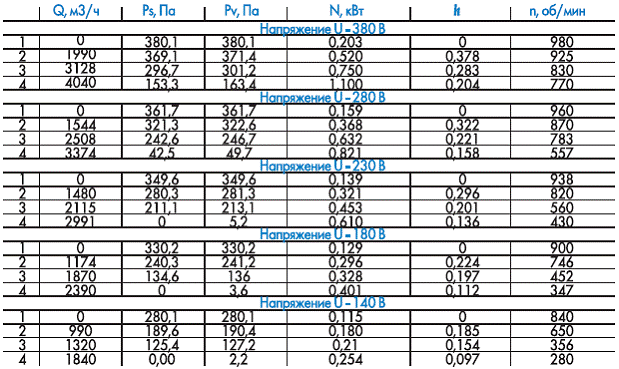 Q, м3/ч Ps, Па Pv, Па N, кВт h n, об/мин
Напряжение U - 380 В
1 0 380,1 380,1 0,203 0 980
2 1990 369,1 371,4 0,520 0,378 925
3 3128 296,7 301,2 0,750 0,283 830
4 4040 153,3 163,4 1,100 0,204 770
Напряжение U - 280 В
1 0 361,7 361,7 0,159 0 960
2 1544 321,3 322,6 0,368 0,322 870
3 2508 242,6 246,7 0,632 0,221 783
4 3374 42,5 49,7 0,821 0,158 557
Напряжение U - 230 В
1 0 349,6 349,6 0,139 0 938
2 1480 280,3 281,3 0,321 0,296 820
3 2115 211,1 213,1 0,453 0,201 560
4 2991 0 5,2 0,610 0,136 430
Напряжение U - 180 В
1 0 330,2 330,2 0,129 0 900
2 1174 240,3 241,2 0,296 0,224 746
3 1870 134,6 136 0,328 0,197 452
4 2390 0 3,6 0,401 0,112 347
Напряжение U - 140 В
1 0 280,1 280,1 0,115 0 840
2 990 189,6 190,4 0,180 0,185 650
3 1320 125,4 127,2 0,21 0,154 356
4 1840 0,00 2,2 0,254 0,097 280